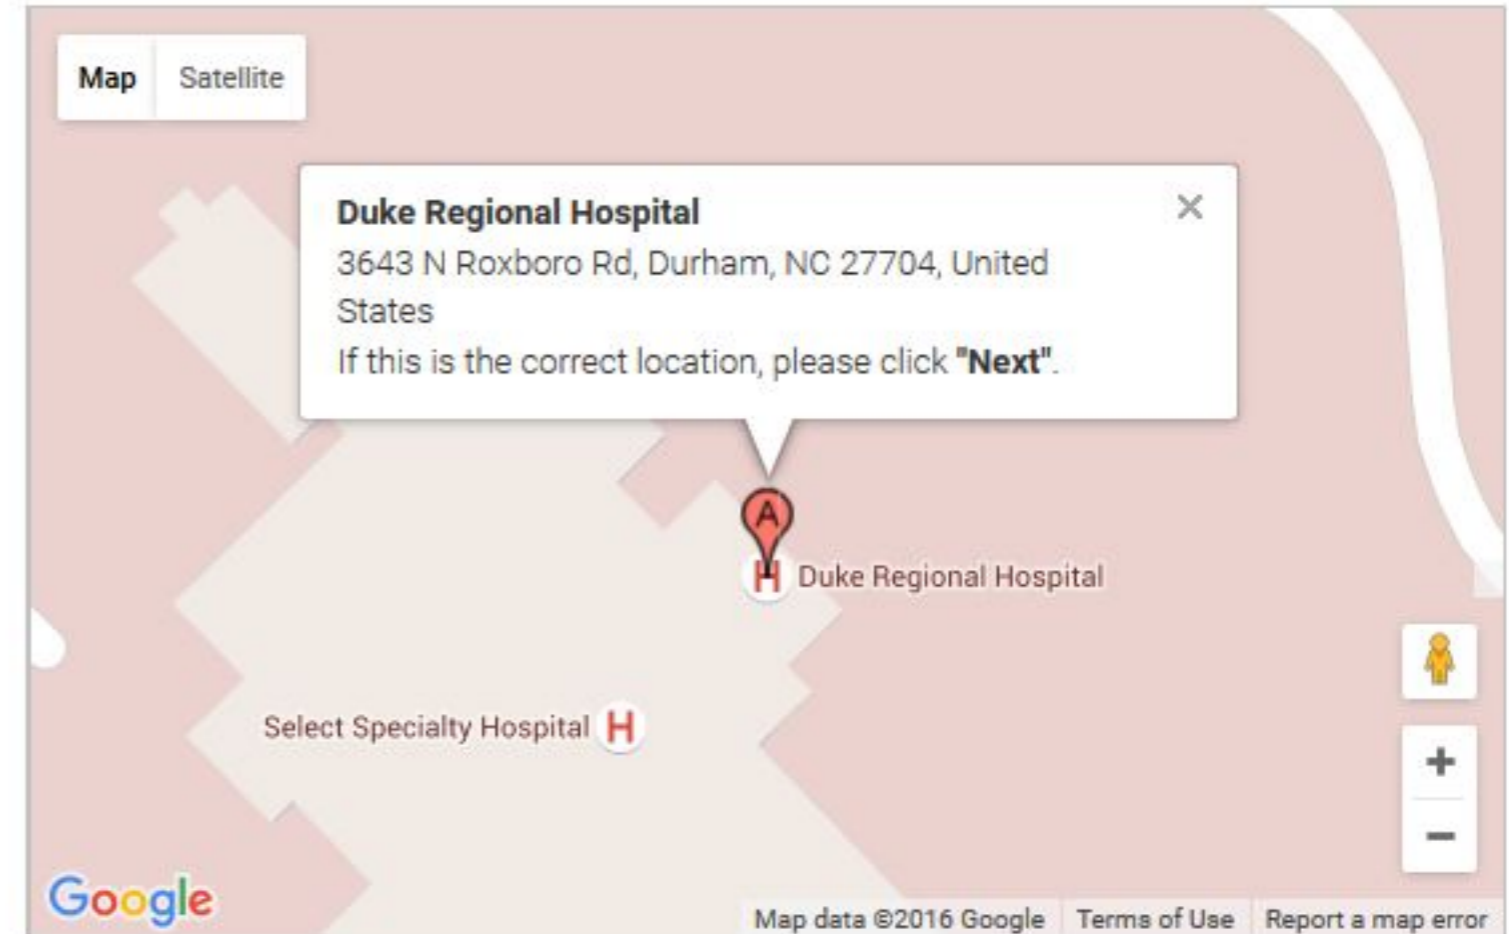 Map Satellite
Duke Regional Hospital
3643 N Roxboro Rd, Durham, NC 27704, United
States
If this is the correct location, please click "Next".
A
H Duke Regional Hospital
Select Specialty Hospital H
Google
Map data ©2016 Google Terms of Use Report a map error